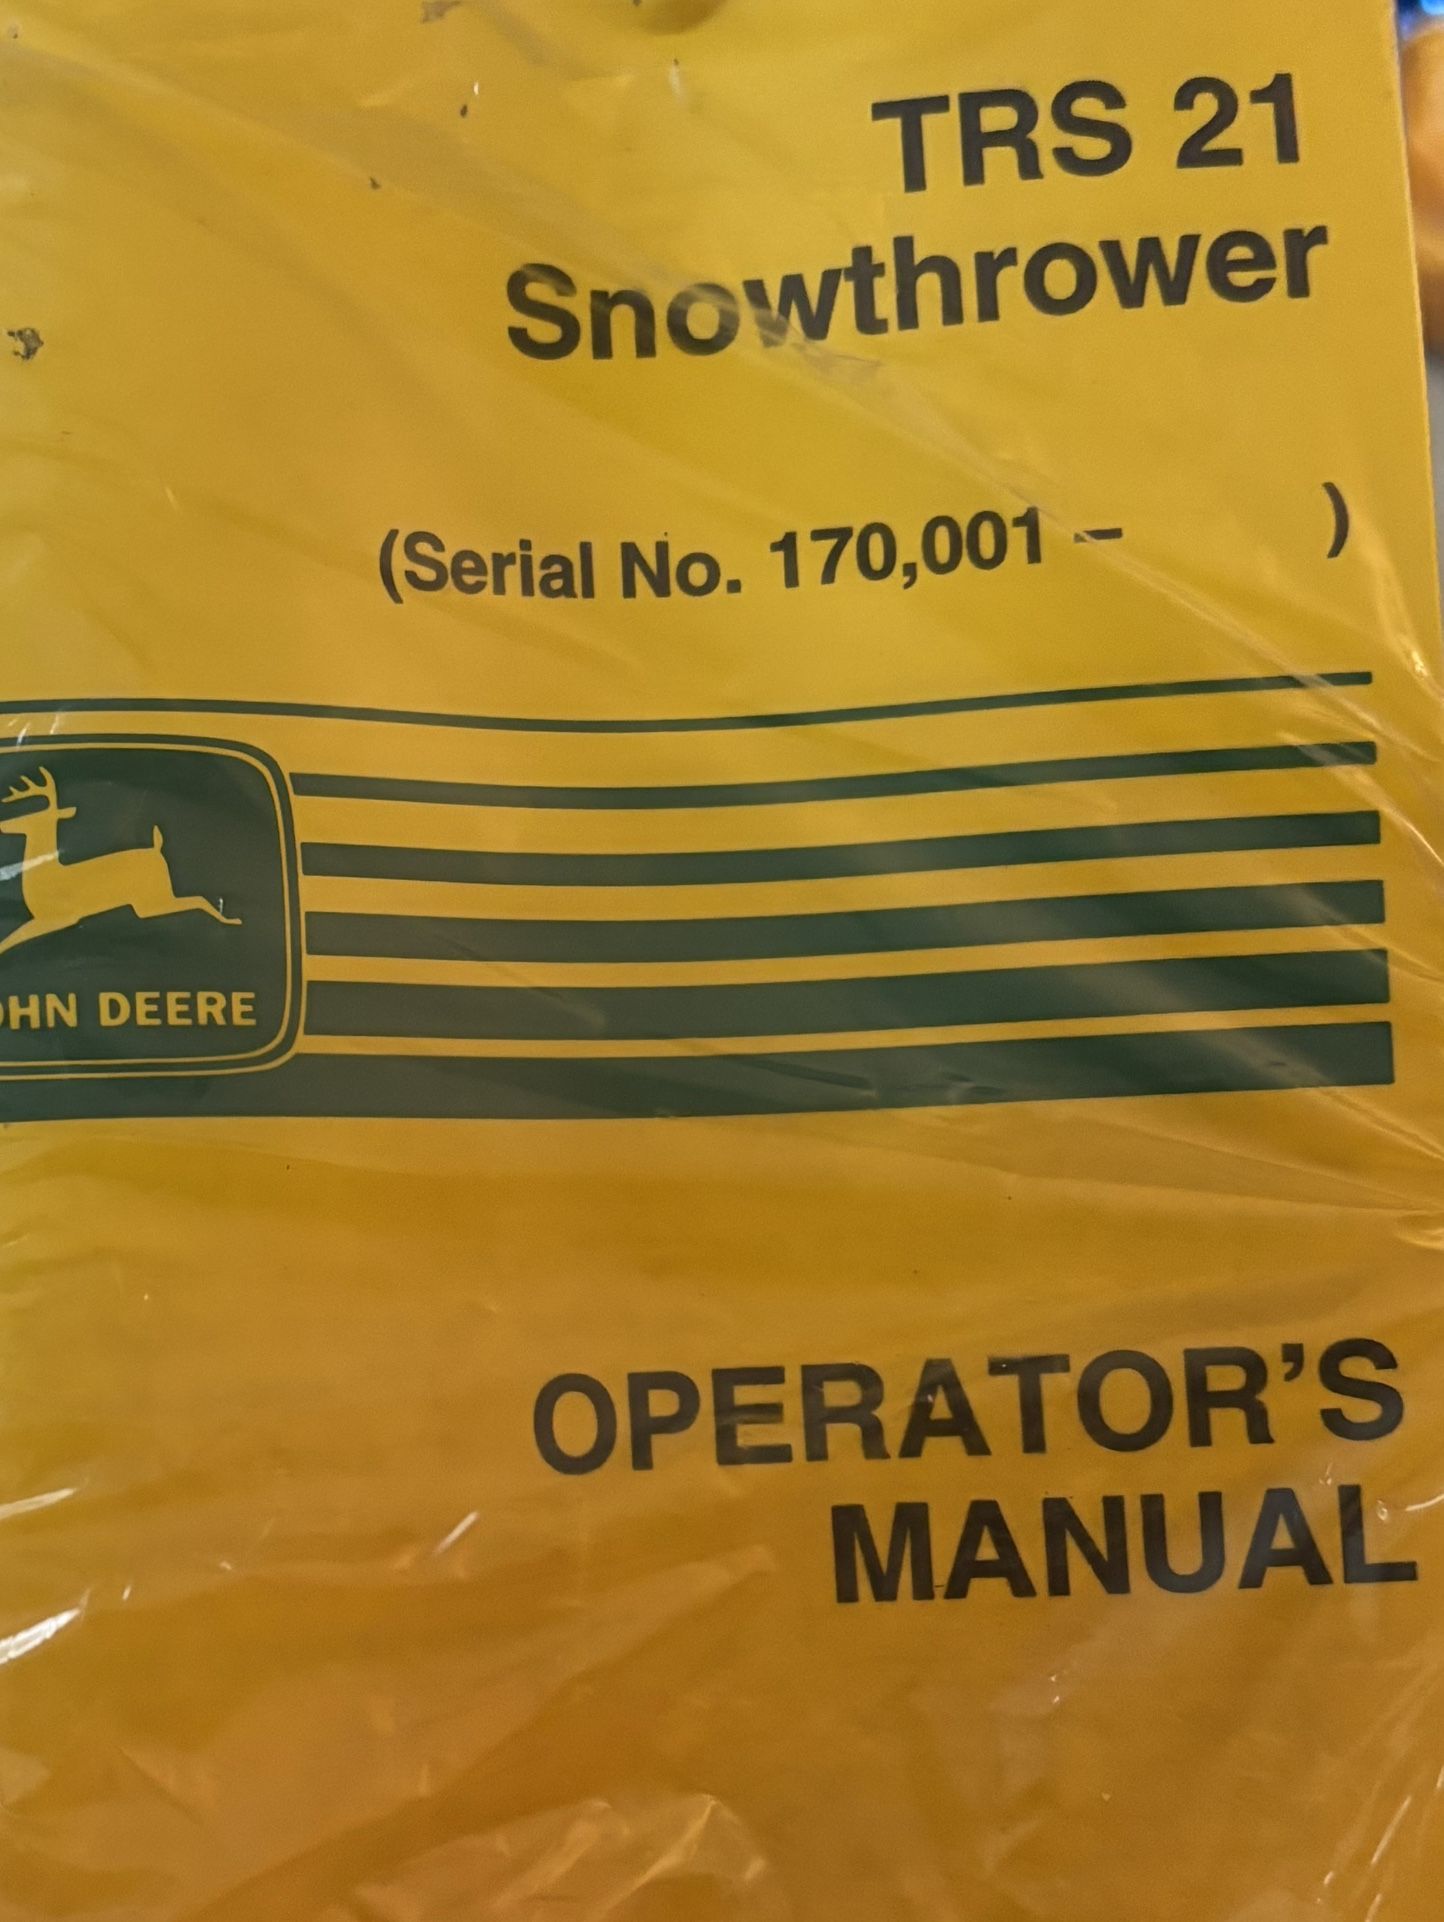 TRS 21
Snowthrower
(Serial No. 170,001 – )
OHN DEERE
OPERATOR'S
MANUAL